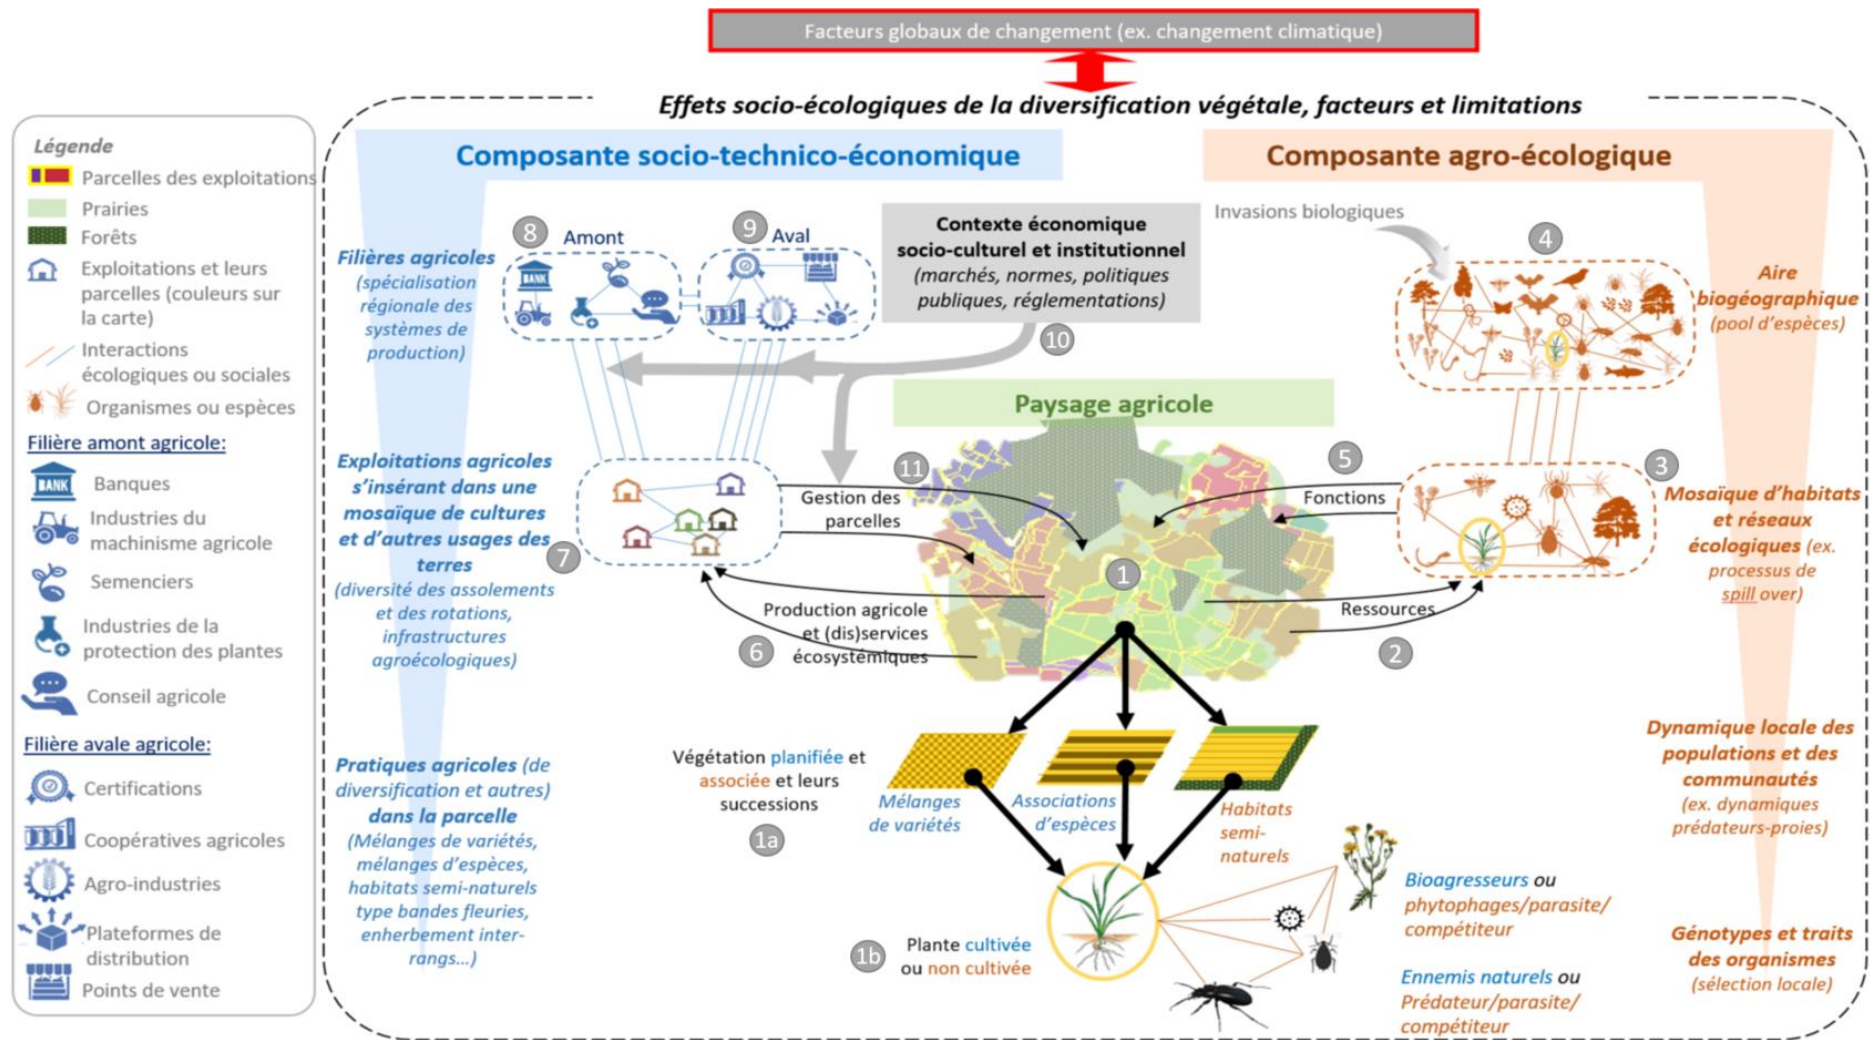 Facteurs globaux de changement (ex. changement climatique)
Effets socio-écologiques de la diversification végétale, facteurs et limitations
Légende
Parcelles des exploitations
Prairies
Forêts
Exploitations et leurs
parcelles (couleurs sur
la carte)
Interactions
écologiques ou sociales
Organismes ou espèces
Filière amont agricole:
BANK
Banques
Industries du
machinisme agricole
Semenciers
Industries de la
protection des plantes
Conseil agricole
Filière avale agricole:
Certifications
Coopératives agricoles
Agro-industries
Plateformes de
distribution
Points de vente
Composante socio-technico-économique
Filières agricoles
(spécialisation
régionale des
systèmes de
production)
8
Amont
BANK
9
Aval
Contexte économique
socio-culturel et institutionnel
(marchés, normes, politiques
publiques, réglementations)
10
Exploitations agricoles
s'insérant dans une
mosaïque de cultures
et d'autres usages des
terres
(diversité des assolements
et des rotations,
infrastructures
agroécologiques)
7
11
Gestion des
parcelles
Production agricole
et (dis)services
écosystémiques
6
Pratiques agricoles (de
diversification et autres)
dans la parcelle
(Mélanges de variétés,
mélanges d'espèces,
habitats semi-naturels
type bandes fleuries,
enherbement inter-
rangs...)
Paysage agricole
1
Végétation planifiée et
associée et leurs
successions
1a
Mélanges
de variétés
Associations
d'espèces
Habitats
semi-
naturels
1b
Plante cultivée
ou non cultivée
Bioagresseurs ou
phytophages/parasite/
compétiteur
Ennemis naturels ou
Prédateur/parasite/
compétiteur
Composante agro-écologique
Invasions biologiques
4
Aire
biogéographique
(pool d'espèces)
5
Fonctions
3
Ressources
2
Mosaïque d'habitats
et réseaux
écologiques (ex.
processus de
spill over)
Dynamique locale des
populations et des
communautés
(ex. dynamiques
prédateurs-proies)
Génotypes et traits
des organismes
(sélection locale)